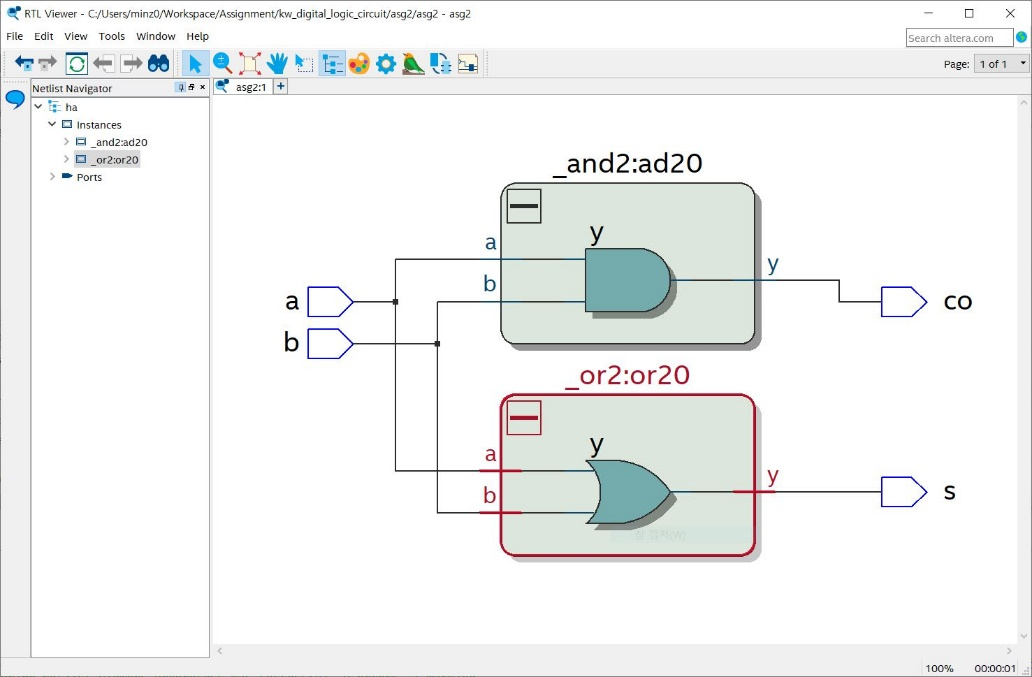 RTL Viewer - C:/Users/minz0/Workspace/Assignment/kw_digital_logic_circuit/asg2/asg2 - asg2
File Edit View Tools Window Help
Search altera.com
Page: 1 of 1
Netlist Navigator
asg2:1
ha
Instances
_and2:ad20
_or2:or20
Ports
_and2:ad20
y
a
b
y
a
co
b
_or2:or20
y
a
b
y
s
100% 00:00:01